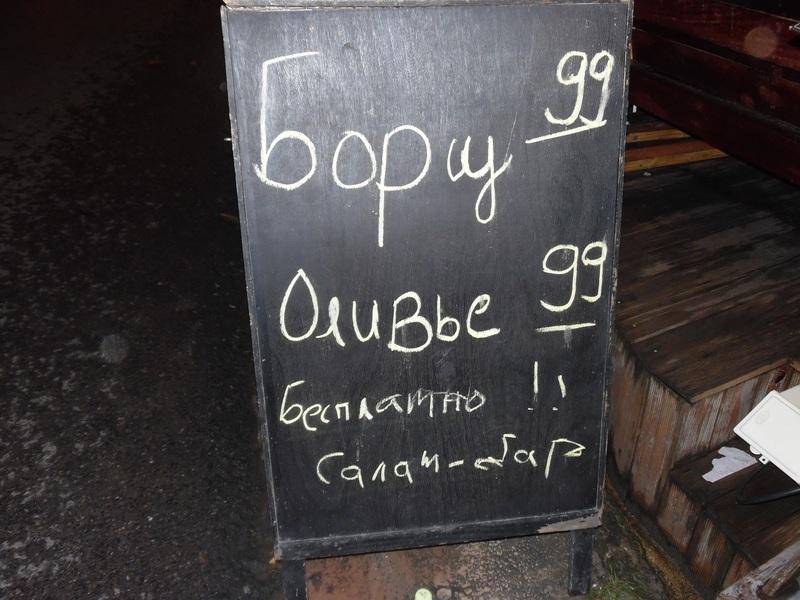 Борщ 99
Оливье 99
Бесплатно !!
Салат-бар